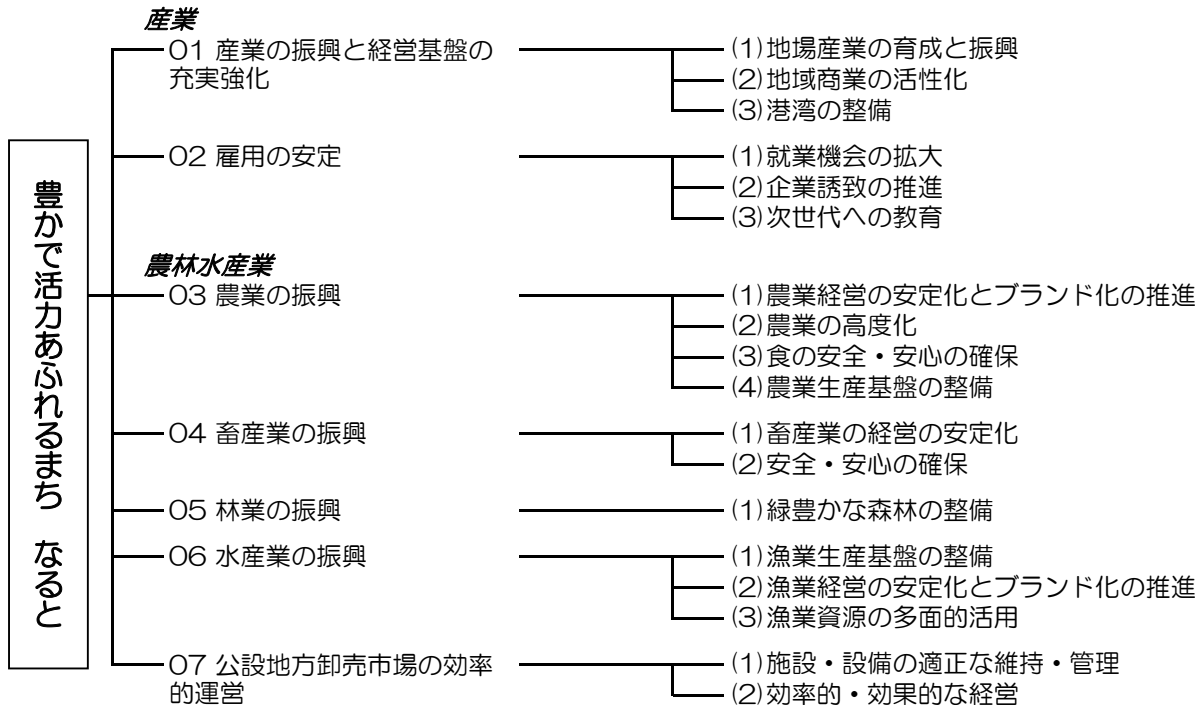 豊かで活力あふれるまち なると
産業
01 産業の振興と経営基盤の
充実強化
(1)地場産業の育成と振興
(2)地域商業の活性化
(3)港湾の整備
02 雇用の安定
(1)就業機会の拡大
(2)企業誘致の推進
(3)次世代への教育
農林水産業
03 農業の振興
(1)農業経営の安定化とブランド化の推進
(2)農業の高度化
(3)食の安全・安心の確保
(4)農業生産基盤の整備
04 畜産業の振興
(1)畜産業の経営の安定化
(2)安全・安心の確保
05 林業の振興
(1)緑豊かな森林の整備
06 水産業の振興
(1)漁業生産基盤の整備
(2)漁業経営の安定化とブランド化の推進
(3)漁業資源の多面的活用
07 公設地方卸売市場の効率
的運営
(1)施設・設備の適正な維持・管理
(2)効率的・効果的な経営